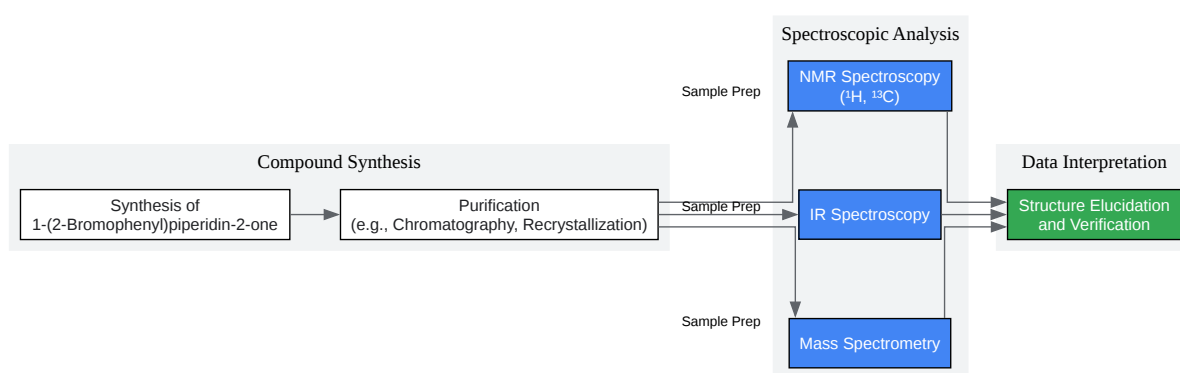 Spectroscopic Analysis
NMR Spectroscopy
(¹H, ¹³C)
Sample Prep
Compound Synthesis
Data Interpretation
Synthesis of
1-(2-Bromophenyl)piperidin-2-one
Purification
(e.g., Chromatography, Recrystallization)
Sample Prep
IR Spectroscopy
Structure Elucidation
and Verification
Sample Prep
Mass Spectrometry